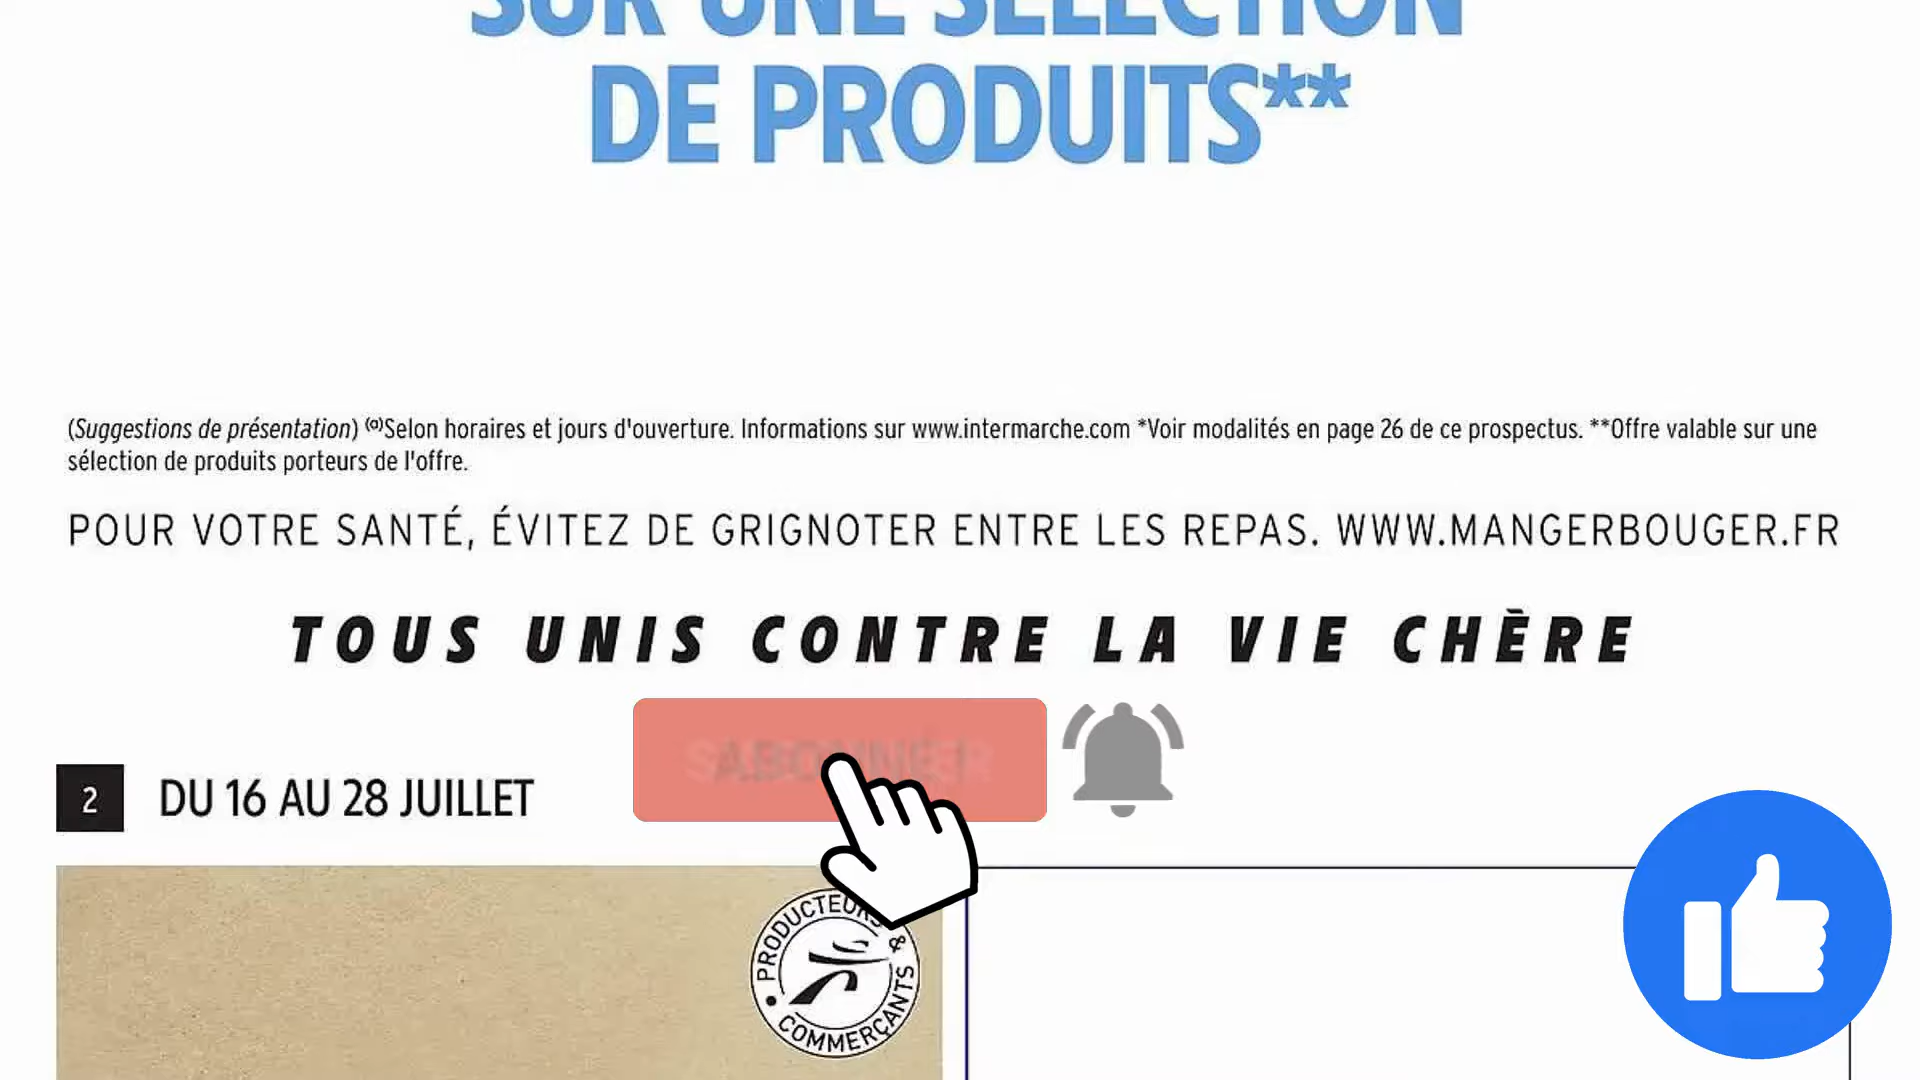 SUR UNE SÉLECTION
DE PRODUITS**
(Suggestions de présentation) (a)Selon horaires et jours d'ouverture. Informations sur www.intermarche.com *Voir modalités en page 26 de ce prospectus. **Offre valable sur une
sélection de produits porteurs de l'offre.
POUR VOTRE SANTÉ, ÉVITEZ DE GRIGNOTER ENTRE LES REPAS. WWW.MANGERBOUGER.FR
TOUS UNIS CONTRE LA VIE CHÈRE
2 DU 16 AU 28 JUILLET
PRODUCTEURS & COMMERÇANTS